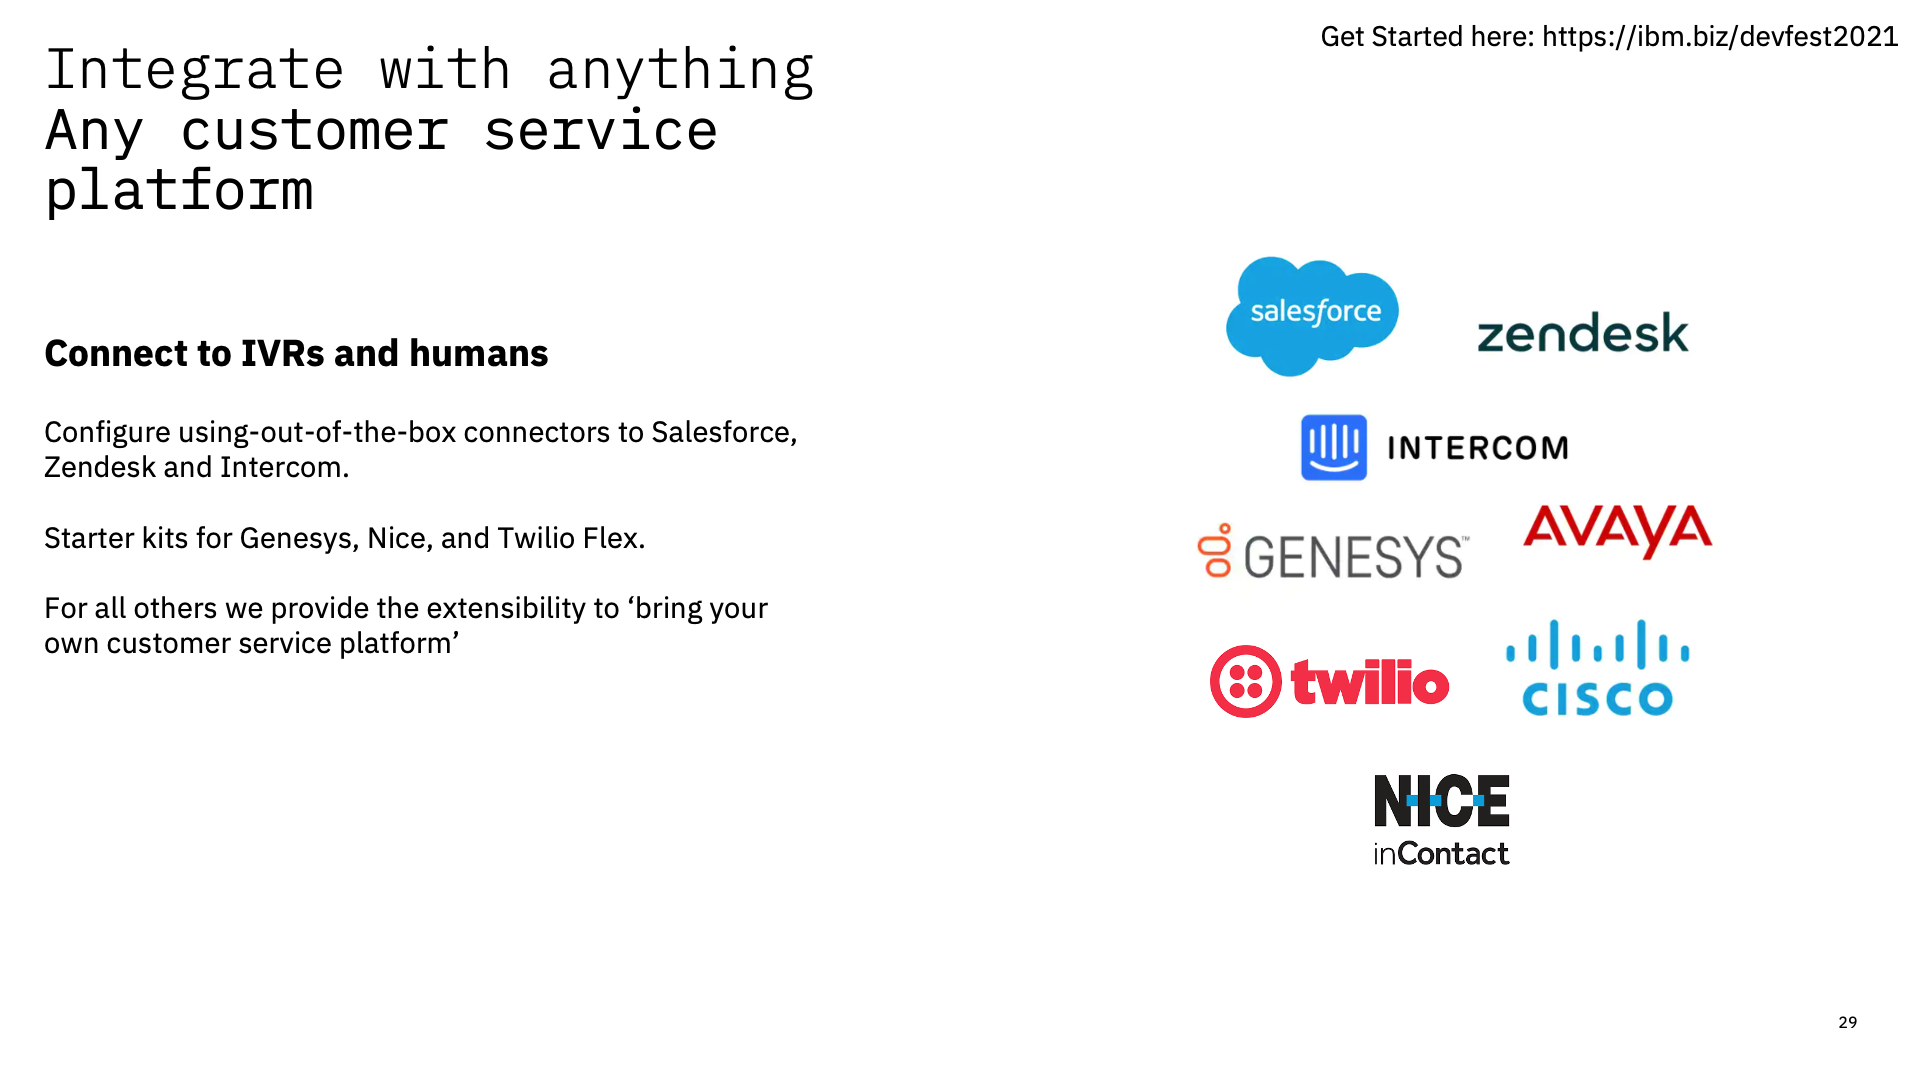 Get Started here: https://ibm.biz/devfest2021
Integrate with anything
Any customer service
platform
Connect to IVRs and humans
Configure using-out-of-the-box connectors to Salesforce,
Zendesk and Intercom.
Starter kits for Genesys, Nice, and Twilio Flex.
For all others we provide the extensibility to ‘bring your
own customer service platform’
salesforce
zendesk
INTERCOM
GENESYS™
AVAYA
twilio
CISCO
NICE
inContact
29